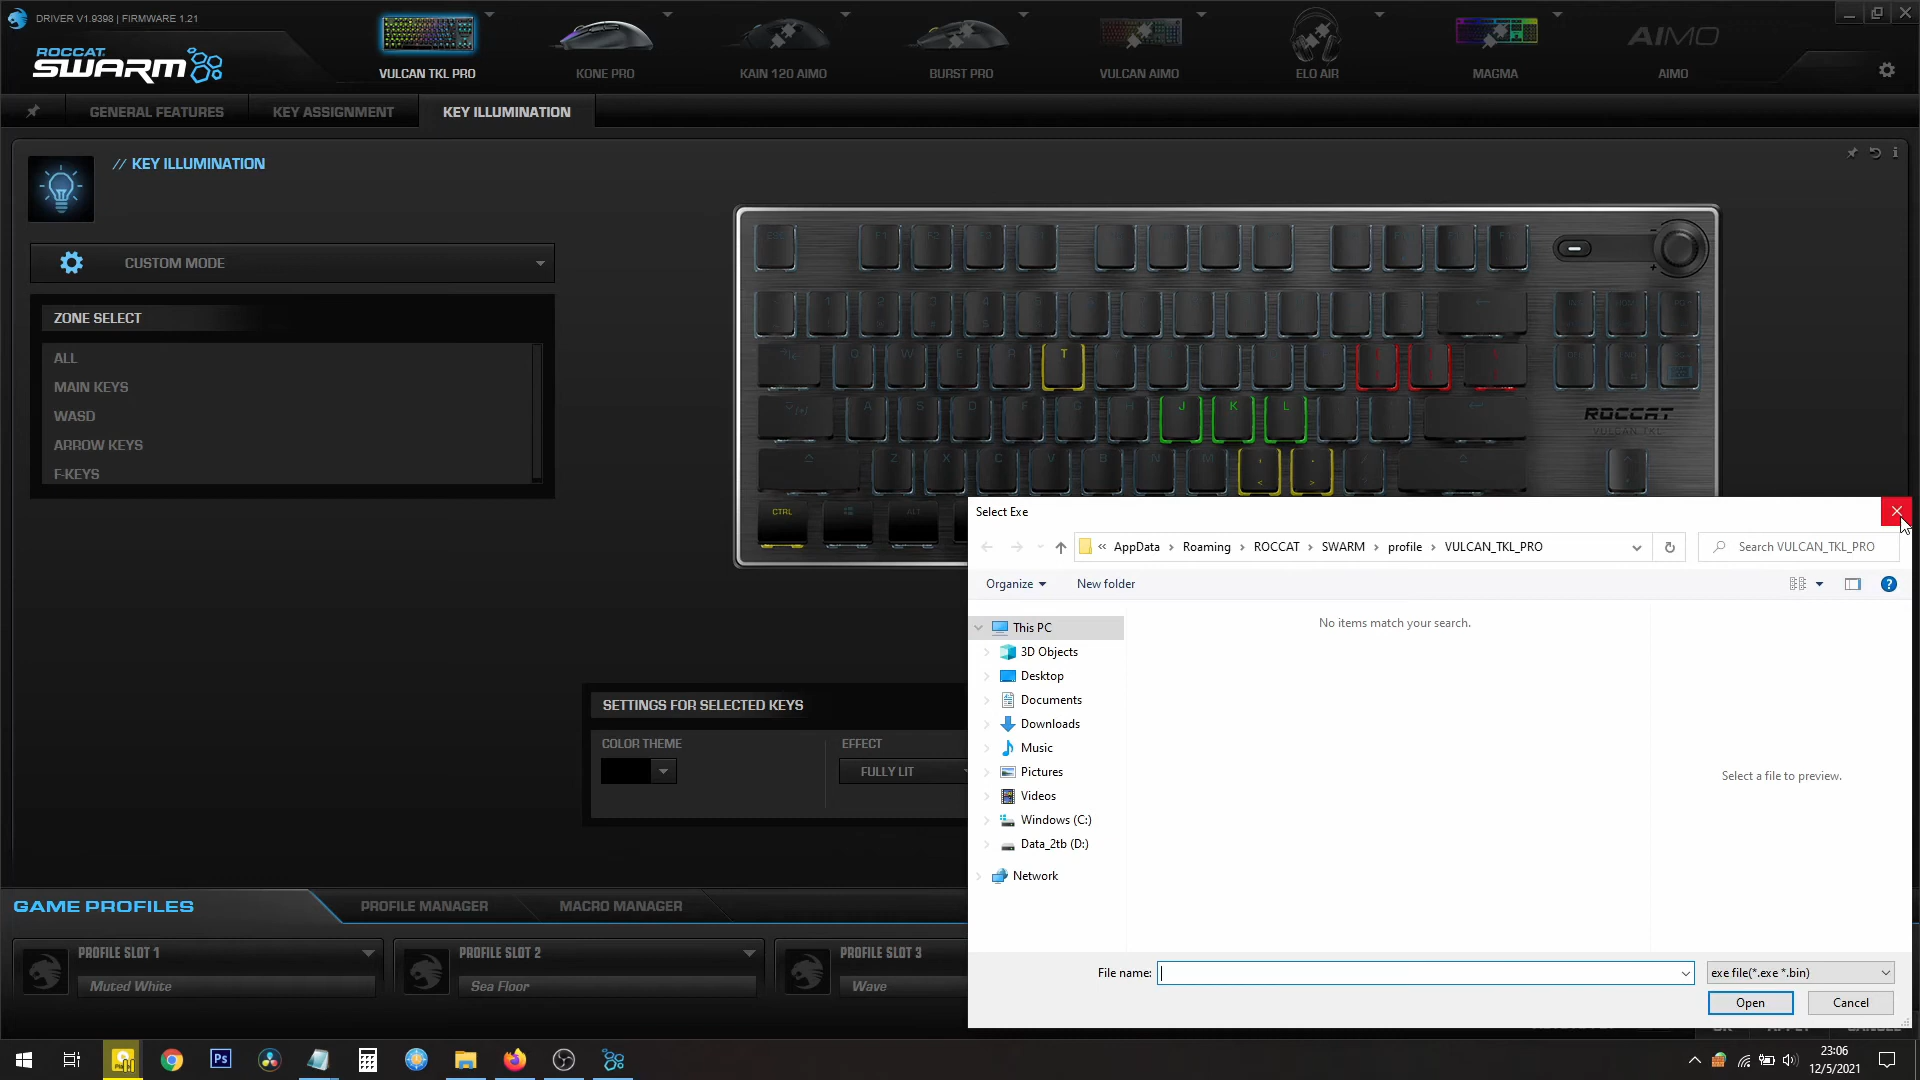 DRIVER V1.9398 | FIRMWARE 1.21
ROCCAT
SWARM
VULCAN TKL PRO
KONE PRO
KAIN 120 AIMO
BURST PRO
VULCAN AIMO
ELO AIR
MAGMA
AIMO
AIMO
GENERAL FEATURES
KEY ASSIGNMENT
KEY ILLUMINATION
// KEY ILLUMINATION
CUSTOM MODE
ZONE SELECT
ALL
MAIN KEYS
WASD
ARROW KEYS
F-KEYS
Q W E R T
A S D F G H J K L
Z X C V B N M , < . >
CTRL ALT
ROCCAT
VULCAN TKL
SETTINGS FOR SELECTED KEYS
COLOR THEME
EFFECT
FULLY LIT
Select Exe
« AppData › Roaming › ROCCAT › SWARM › profile › VULCAN_TKL_PRO
Search VULCAN_TKL_PRO
Organize
New folder
This PC
3D Objects
Desktop
Documents
Downloads
Music
Pictures
Videos
Windows (C:)
Data_2tb (D:)
Network
No items match your search.
Select a file to preview.
File name:
exe file(*.exe *.bin)
Open
Cancel
GAME PROFILES
PROFILE MANAGER
MACRO MANAGER
PROFILE SLOT 1
Muted White
PROFILE SLOT 2
Sea Floor
PROFILE SLOT 3
Wave
Ps
23:06
12/5/2021